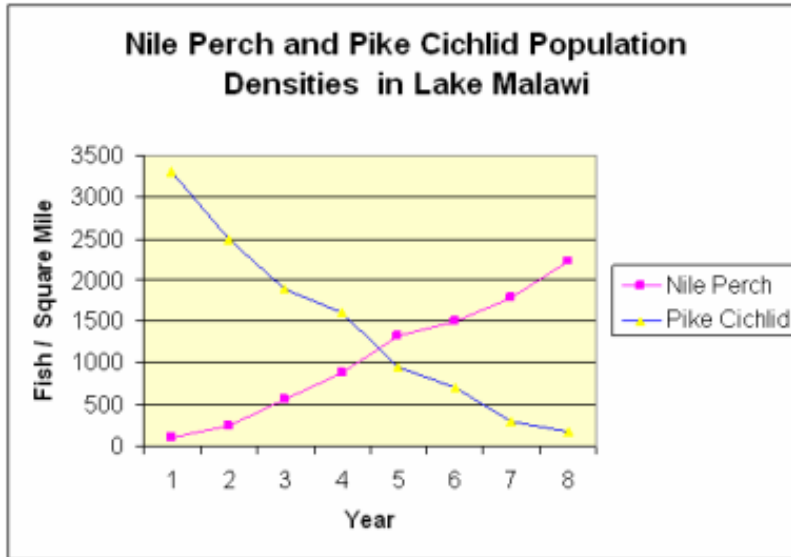 Nile Perch and Pike Cichlid Population
Densities in Lake Malawi
3500
3000
2500
2000
1500
1000
500
0
Fish / Square Mile
1 2 3 4 5 6 7 8
Year
Nile Perch
Pike Cichlid